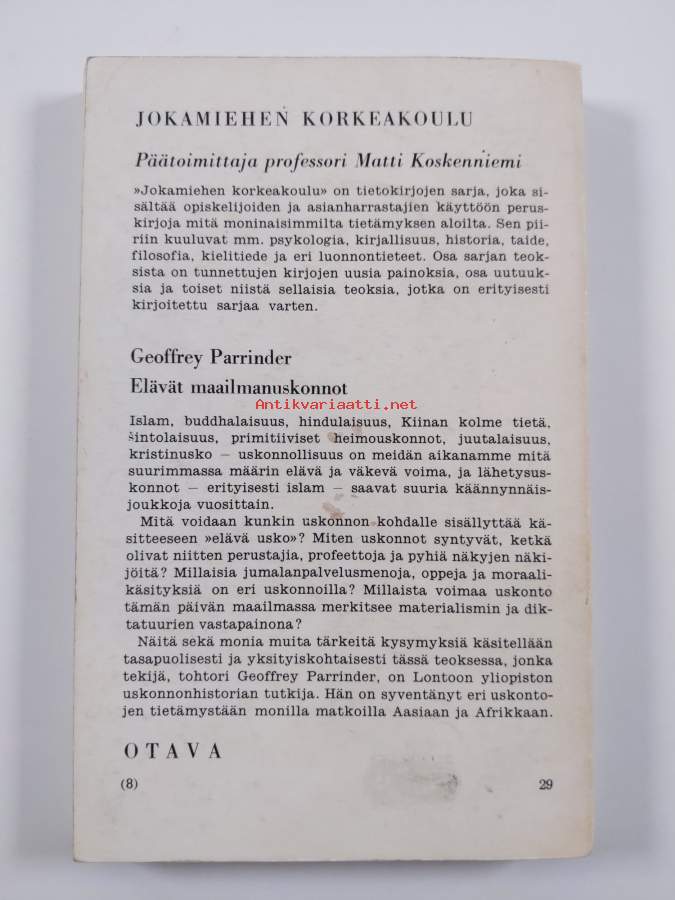 JOKAMIEHEN KORKEAKOULU
Päätoimittaja professori Matti Koskenniemi
»Jokamiehen korkeakoulu» on tietokirjojen sarja, joka si-
sältää opiskelijoiden ja asianharrastajien käyttöön perus-
kirjoja mitä moninaisimmilta tietämyksen aloilta. Sen pii-
riin kuuluvat mm. psykologia, kirjallisuus, historia, taide,
filosofia, kielitiede ja eri luonnontieteet. Osa sarjan teok-
sista on tunnettujen kirjojen uusia painoksia, osa uutuuk-
sia ja toiset niistä sellaisia teoksia, jotka on erityisesti
kirjoitettu sarjaa varten.
Geoffrey Parrinder
Elävät maailmanuskonnot
Antikvariaatti.net
Islam, buddhalaisuus, hindulaisuus, Kiinan kolme tietä,
šintolaisuus, primitiiviset heimouskonnot, juutalaisuus,
kristinusko — uskonnollisuus on meidän aikanamme mitä
suurimmassa määrin elävä ja väkevä voima, ja lähetysus-
konnot — erityisesti islam — saavat suuria käännynnäis-
joukkoja vuosittain.
Mitä voidaan kunkin uskonnon kohdalle sisällyttää kä-
sitteeseen »elävä usko»? Miten uskonnot syntyvät, ketkä
olivat niitten perustajia, profeettoja ja pyhiä näkyjen näki-
jöitä? Millaisia jumalanpalvelusmenoja, oppeja ja moraali-
käsityksiä on eri uskonnoilla? Millaista voimaa uskonto
tämän päivän maailmassa merkitsee materialismin ja dik-
tatuurien vastapainona?
Näitä sekä monia muita tärkeitä kysymyksiä käsitellään
tasapuolisesti ja yksityiskohtaisesti tässä teoksessa, jonka
tekijä, tohtori Geoffrey Parrinder, on Lontoon yliopiston
uskonnonhistorian tutkija. Hän on syventänyt eri uskonto-
jen tietämystään monilla matkoilla Aasiaan ja Afrikkaan.
OTAVA
(8) 29